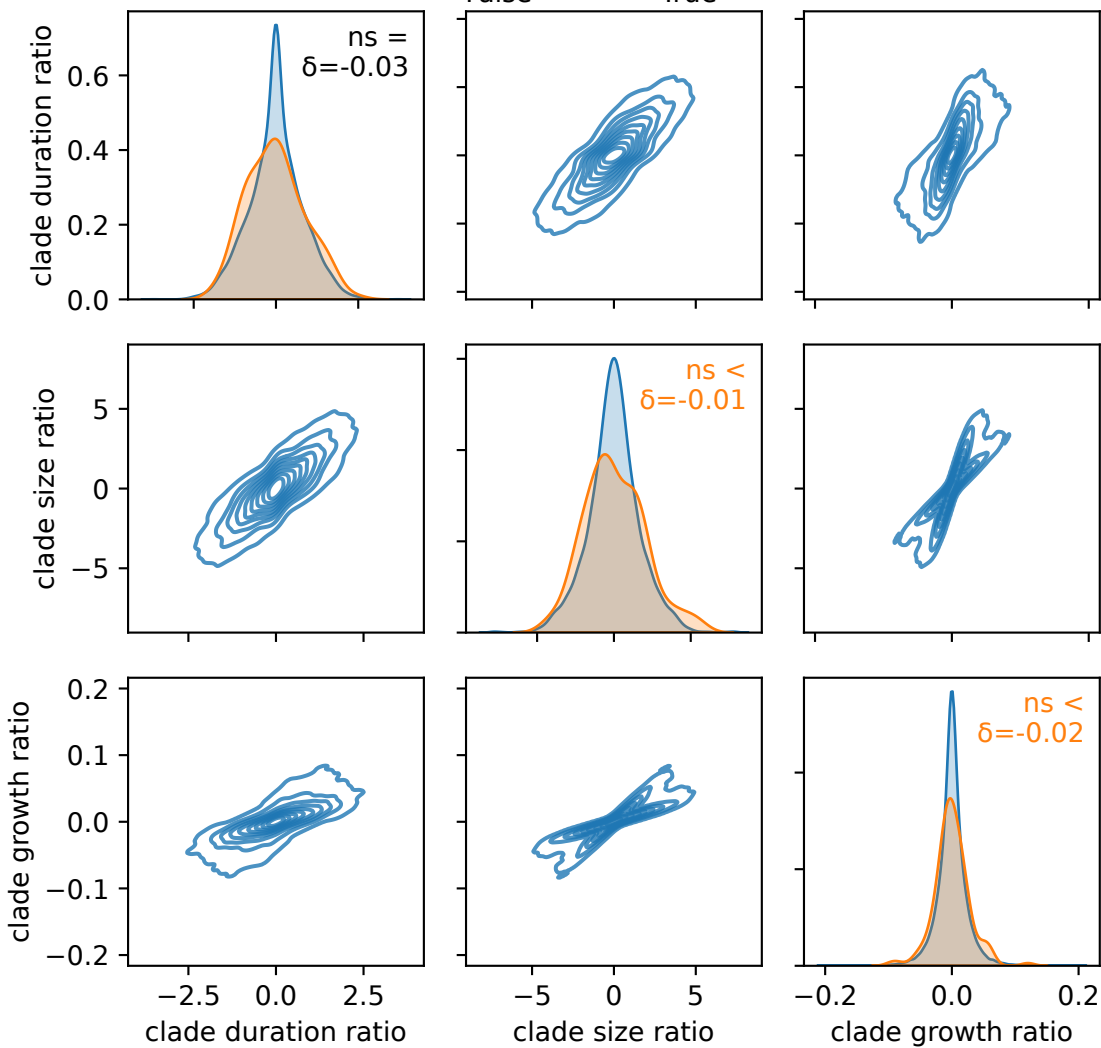 ns =
δ=-0.03
clade duration ratio
0.6
0.4
0.2
0.0
ns <
δ=-0.01
clade size ratio
5
0
−5
ns <
δ=-0.02
clade growth ratio
0.2
0.1
0.0
−0.1
−0.2
−2.5 0.0 2.5
−5 0 5
−0.2 0.0 0.2
clade duration ratio
clade size ratio
clade growth ratio